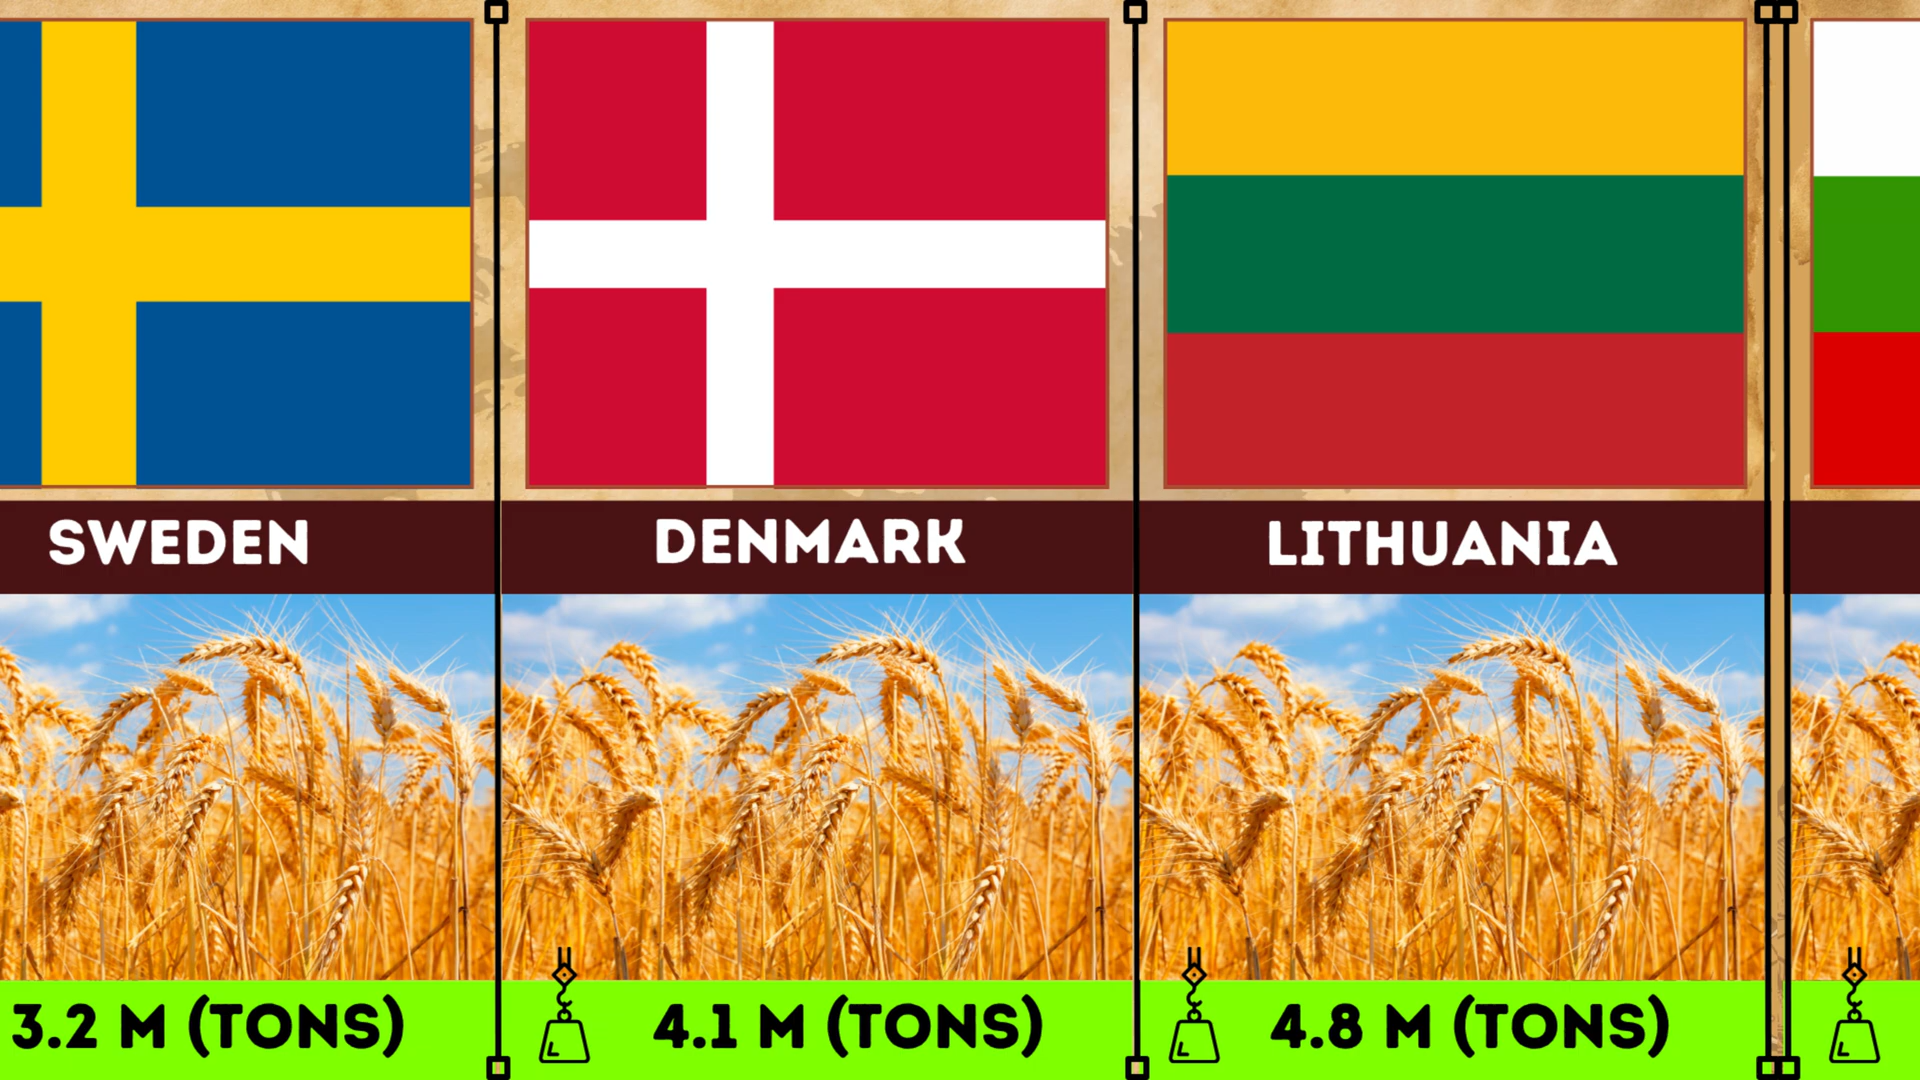 SWEDEN
DENMARK
LITHUANIA
3.2 M (TONS)
4.1 M (TONS)
4.8 M (TONS)